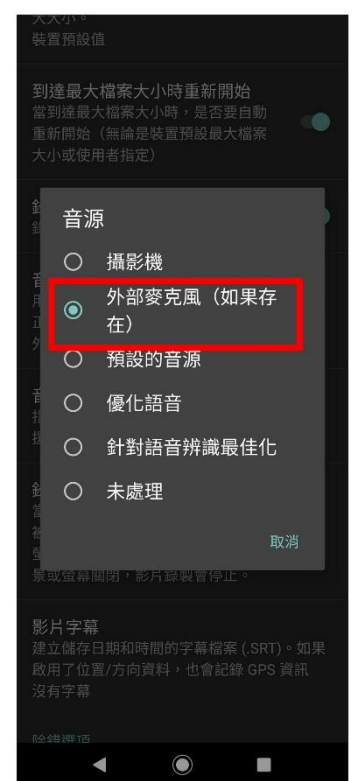 大大小。
裝置預設值
到達最大檔案大小時重新開始
當到達最大檔案大小時，是否要自動
重新開始（無論是裝置預設最大檔案
大小或使用者指定）
音源
攝影機
外部麥克風（如果存
在）
預設的音源
優化語音
針對語音辨識最佳化
未處理
取消
景或螢幕關閉，影片錄製會停止。
影片字幕
建立儲存日期和時間的字幕檔案 (.SRT)。如果
啟用了位置/方向資料，也會記錄 GPS 資訊
沒有字幕
除錯選項